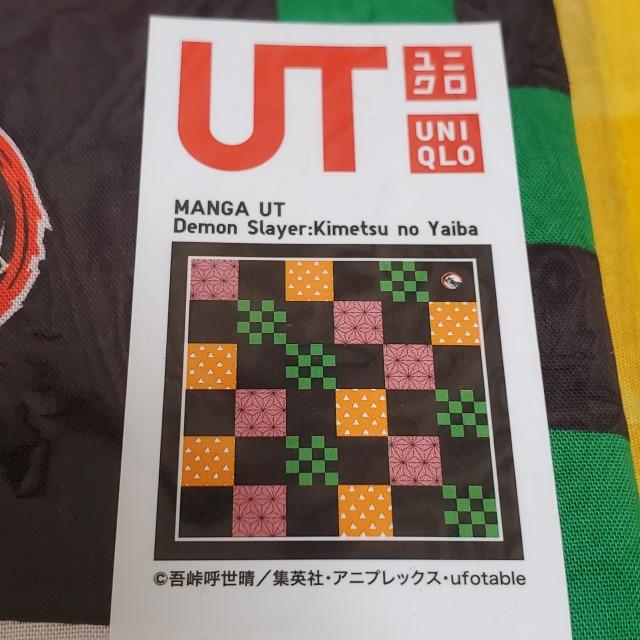 UT
ユニ
クロ
UNI
QLO
MANGA UT
Demon Slayer:Kimetsu no Yaiba
©吾峠呼世晴／集英社・アニプレックス・ufotable